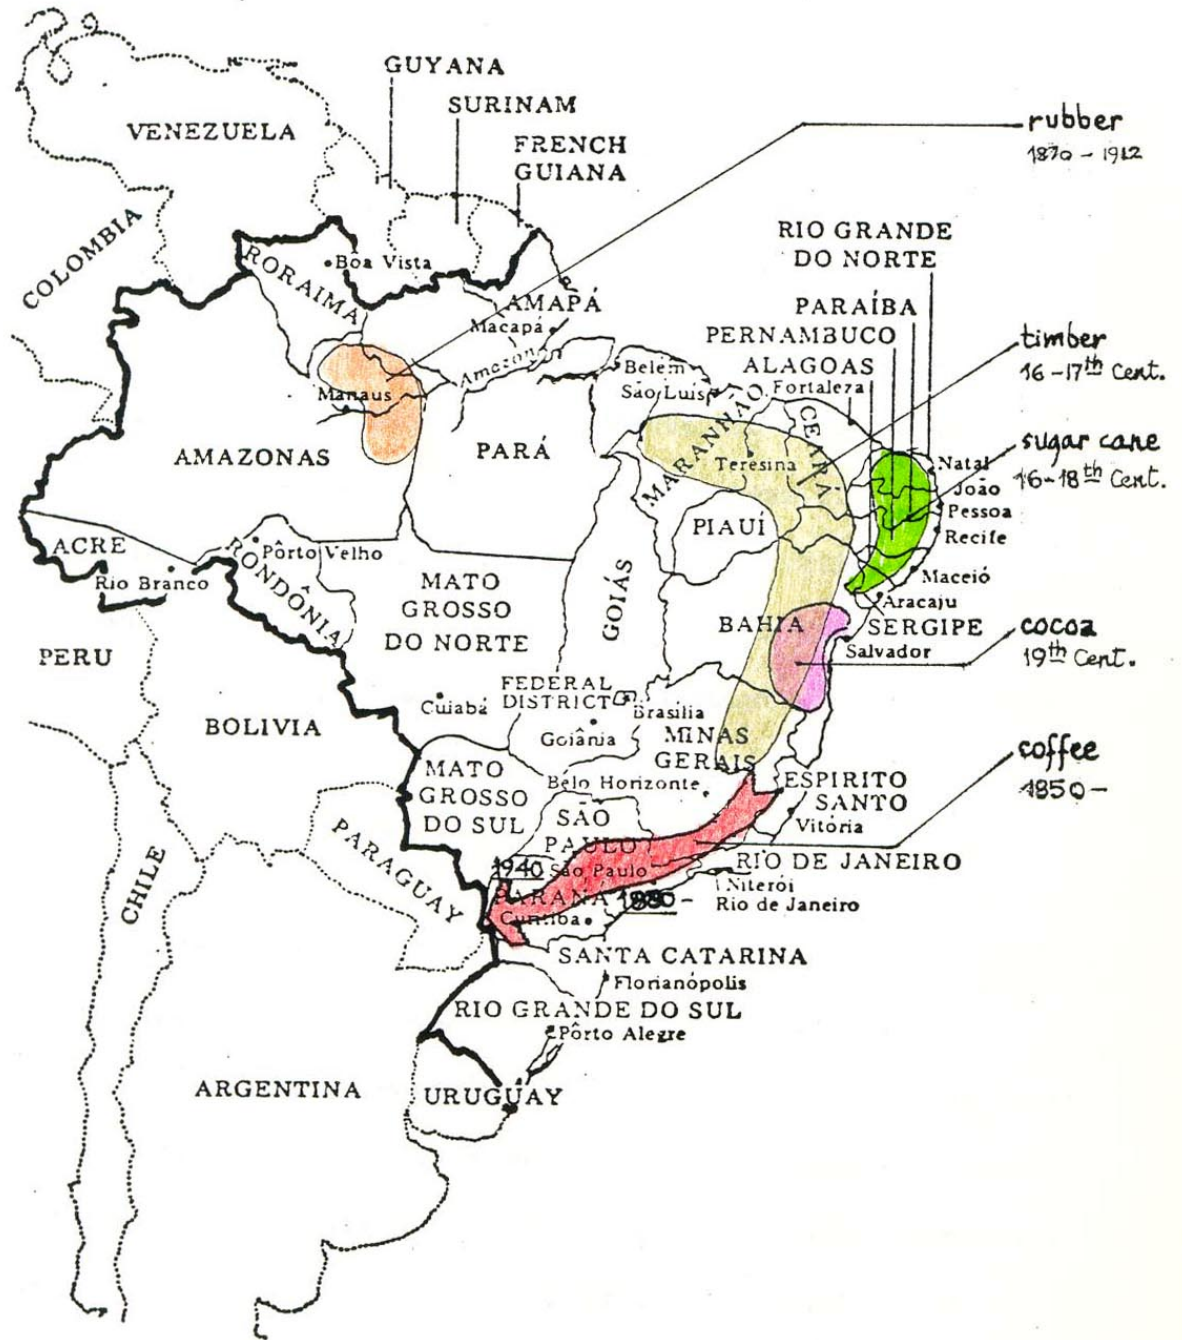 GUYANA
SURINAM
FRENCH
GUIANA
VENEZUELA
COLOMBIA
rubber
1870 - 1912
RIO GRANDE
DO NORTE
PARAÍBA
PERNAMBUCO
ALAGOAS
Fortaleza
RORAIMA
Bôa Vista
AMAPÁ
Macapá
Amazon
Belém
São Luís
timber
16-17th Cent.
sugar cane
16-18th Cent.
Manaus
AMAZONAS
PARÁ
MARANHÃO
CEARÁ
Teresina
PIAUÍ
Natal
João
Pessoa
Recife
Maceió
Aracaju
SERGIPE
Salvador
ACRE
Rio Branco
RONDÔNIA
Pôrto Velho
MATO
GROSSO
DO NORTE
GOIÁS
BAHIA
cocoa
19th Cent.
PERU
BOLIVIA
Cuiabá
FEDERAL
DISTRICT
Brasília
Goiânia
MINAS
GERAIS
Belo Horizonte
coffee
1850-
MATO
GROSSO
DO SUL
ESPIRITO
SANTO
Vitória
SÃO
PAULO
São Paulo
1940
RIO DE JANEIRO
Niterói
Rio de Janeiro
PARANÁ
Curitiba
PARAGUAY
CHILE
SANTA CATARINA
Florianópolis
RIO GRANDE DO SUL
Pôrto Alegre
ARGENTINA
URUGUAY